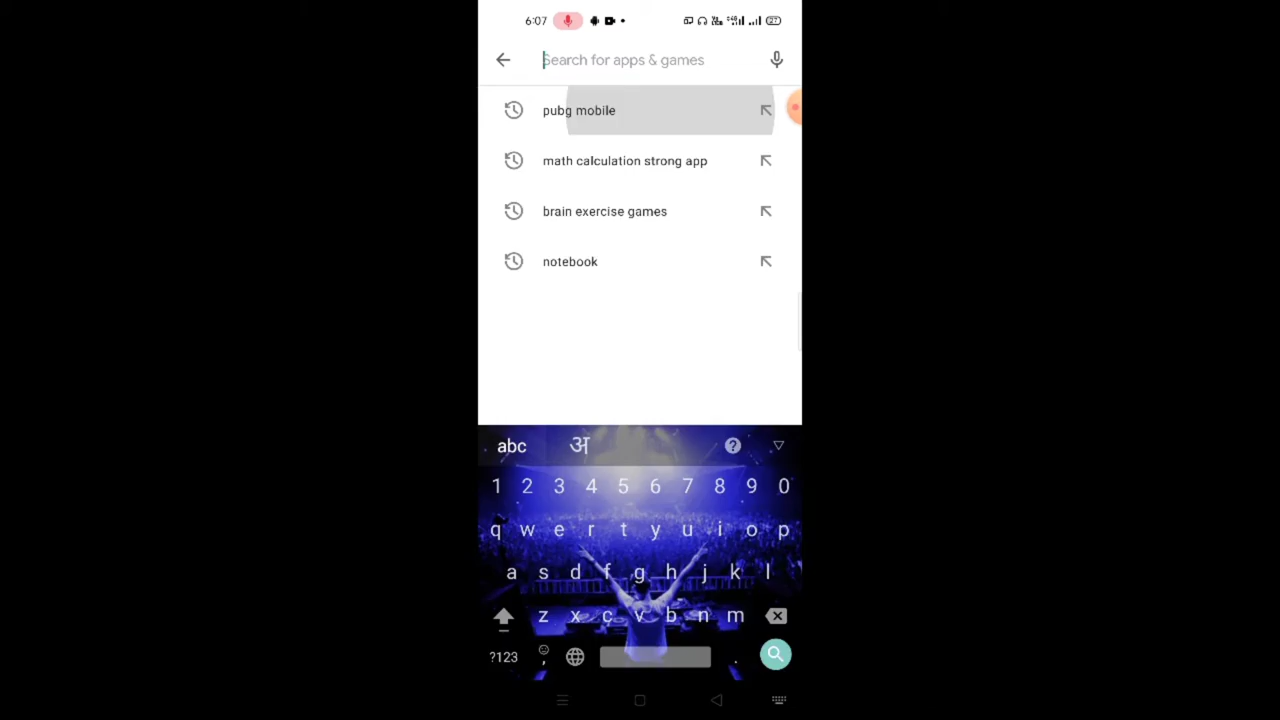 6:07
27
Search for apps & games
pubg mobile
math calculation strong app
brain exercise games
notebook
abc अ ?
1 2 3 4 5 6 7 8 9 0
q w e r t y u i o p
a s d f g h j k l
z x c v b n m
?123 , .